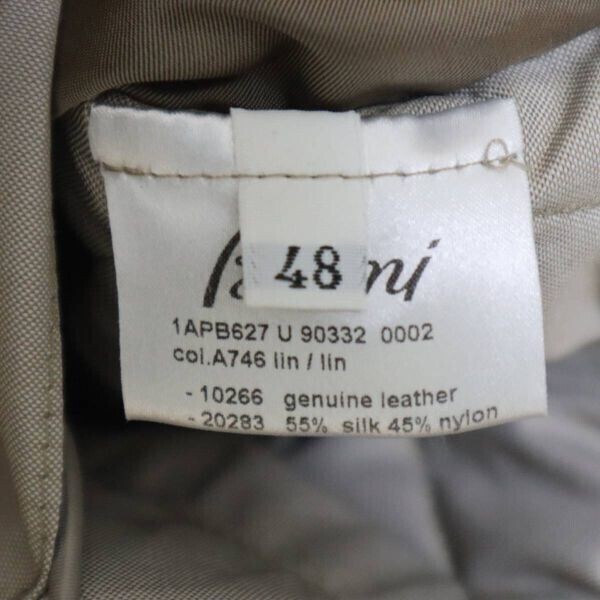 48
1APB627 U 90332 0002
col.A746 lin / lin
- 10266 genuine leather
- 20283 55% silk 45% nylon